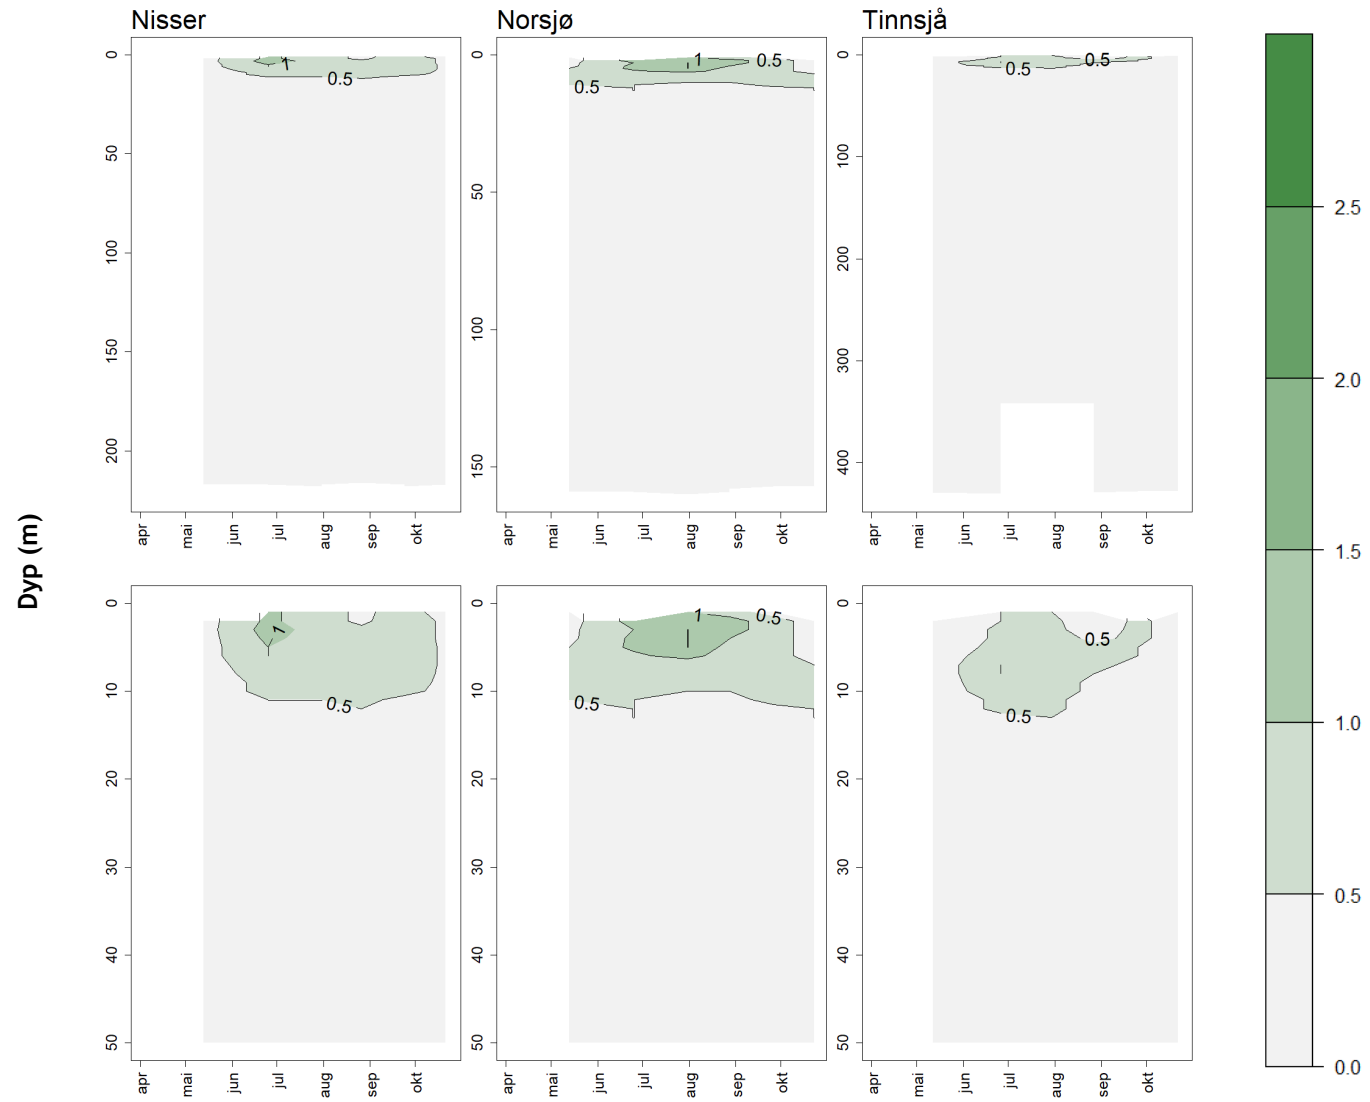 Nisser Norsjø Tinnsjå
Dyp (m)
0 50 100 150 200
1 0.5
apr mai jun jul aug sep okt
0 50 100 150
1 0.5 0.5
apr mai jun jul aug sep okt
0 100 200 300 400
0.5 0.5
apr mai jun jul aug sep okt
0 10 20 30 40 50
1 0.5
apr mai jun jul aug sep okt
0 10 20 30 40 50
1 0.5 0.5
apr mai jun jul aug sep okt
0 10 20 30 40 50
0.5 0.5
apr mai jun jul aug sep okt
2.5
2.0
1.5
1.0
0.5
0.0